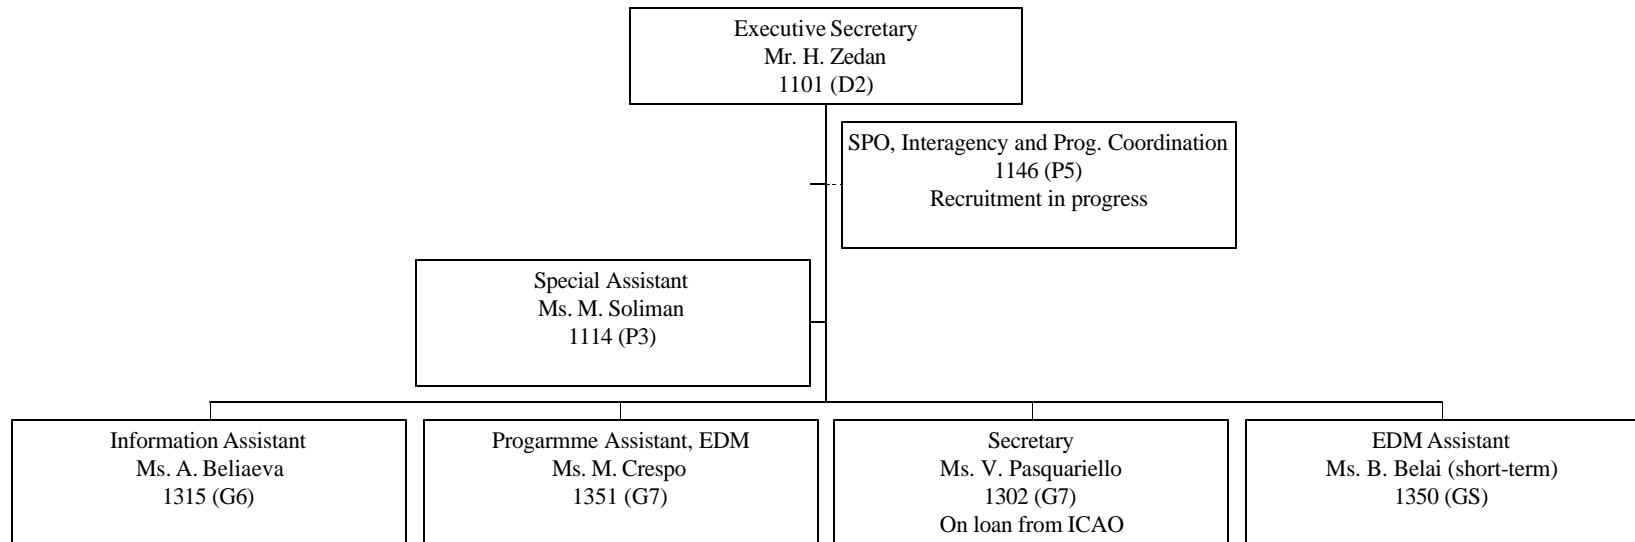 Executive Secretary
Mr. H. Zedan
1101 (D2)
SPO, Interagency and Prog. Coordination
1146 (P5)
Recruitment in progress
Special Assistant
Ms. M. Soliman
1114 (P3)
Information Assistant
Ms. A. Beliaeva
1315 (G6)
Progarmme Assistant, EDM
Ms. M. Crespo
1351 (G7)
Secretary
Ms. V. Pasquariello
1302 (G7)
On loan from ICAO
EDM Assistant
Ms. B. Belai (short-term)
1350 (GS)